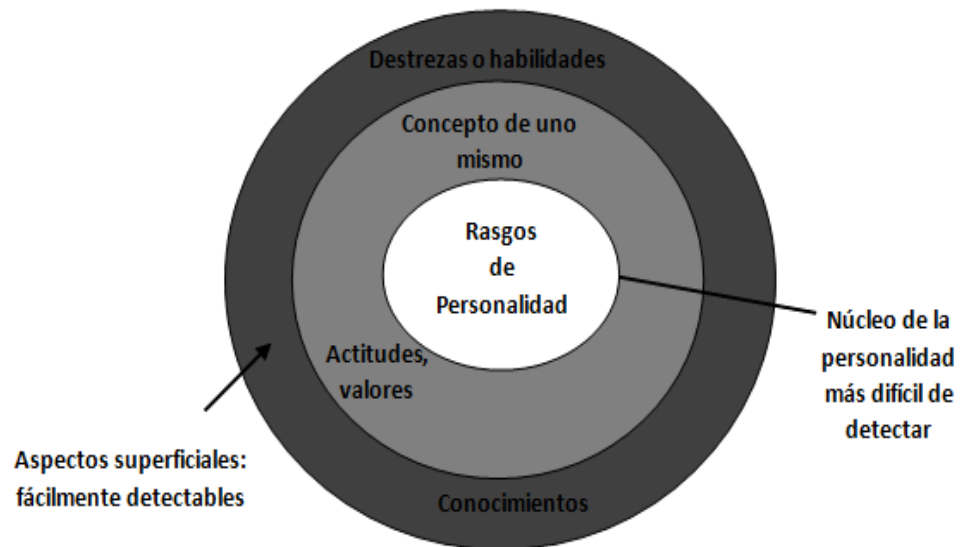 Destrezas o habilidades
Concepto de uno
mismo
Rasgos
de
Personalidad
Actitudes,
valores
Núcleo de la
personalidad
más difícil de
detectar
Aspectos superficiales:
fácilmente detectables
Conocimientos